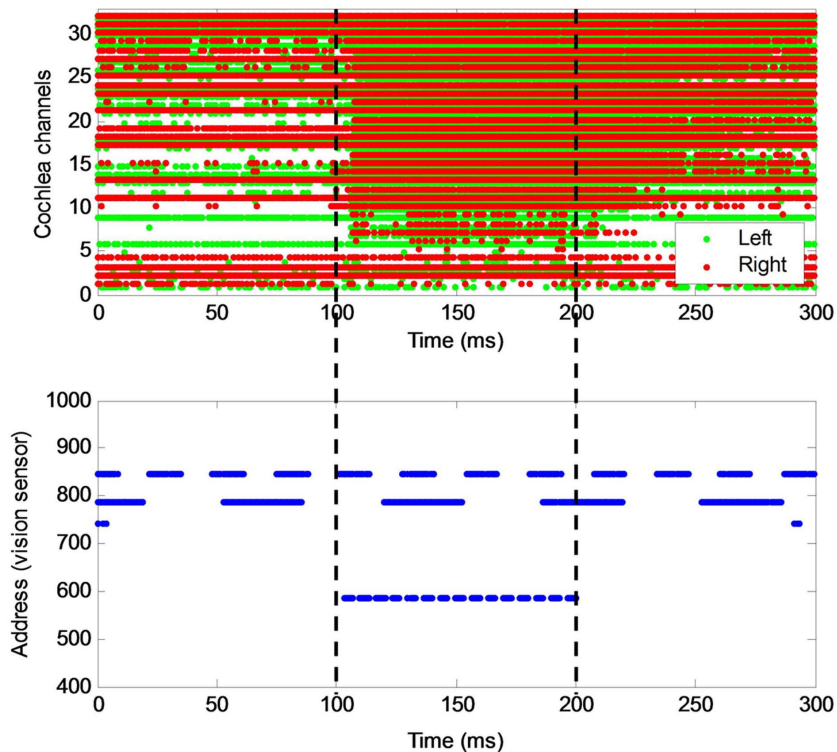 Cochlea channels
30
25
20
15
10
5
0
Left
Right
0 50 100 150 200 250 300
Time (ms)
Address (vision sensor)
1000
900
800
700
600
500
400
0 50 100 150 200 250 300
Time (ms)